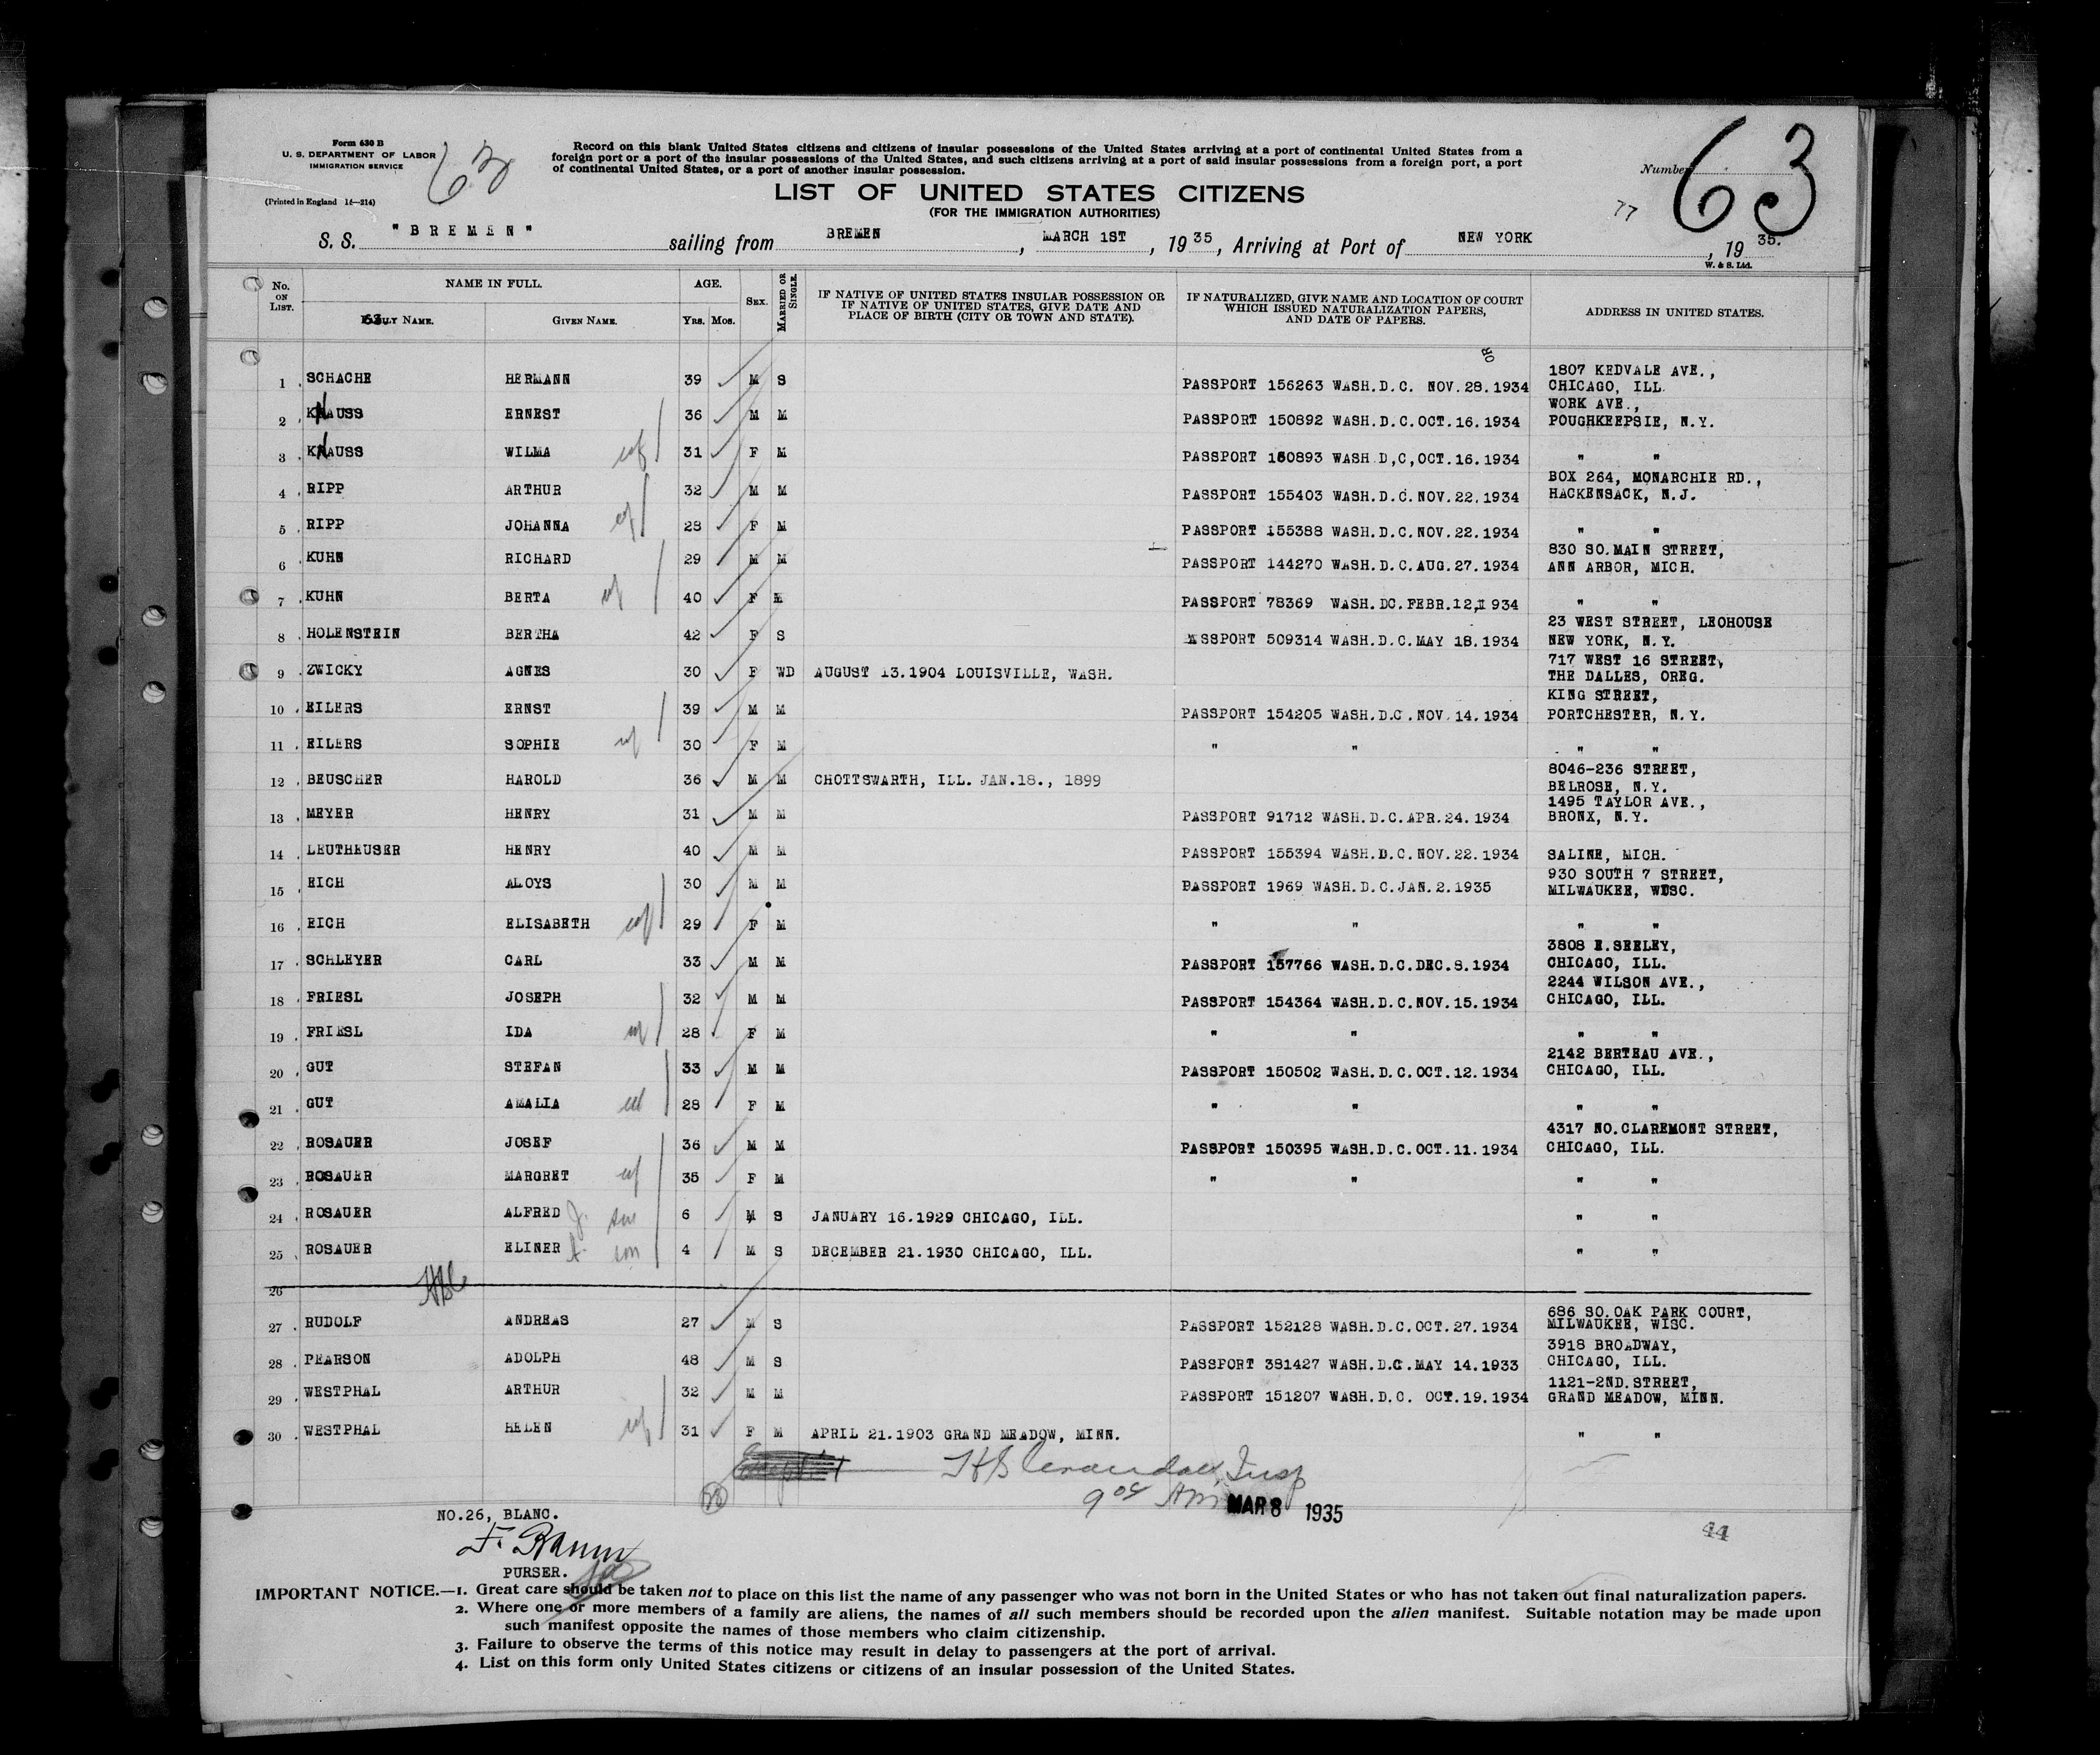 Form 630 B
U. S. DEPARTMENT OF LABOR
IMMIGRATION SERVICE
(Printed in England 14—214)
63
Record on this blank United States citizens and citizens of insular possessions of the United States arriving at a port of continental United States from a
foreign port or a port of the insular possessions of the United States, and such citizens arriving at a port of said insular possessions from a foreign port, a port
of continental United States, or a port of another insular possession.
Number 63
77
LIST OF UNITED STATES CITIZENS
(FOR THE IMMIGRATION AUTHORITIES)
S. S. "BREMEN" sailing from BREMEN, MARCH 1ST, 1935, Arriving at Port of NEW YORK, 1935.
W. & S. Ltd.
No. ON LIST. NAME IN FULL. AGE. SEX. MARRIED OR SINGLE. IF NATIVE OF UNITED STATES INSULAR POSSESSION OR IF NATIVE OF UNITED STATES, GIVE DATE AND PLACE OF BIRTH (CITY OR TOWN AND STATE). IF NATURALIZED, GIVE NAME AND LOCATION OF COURT WHICH ISSUED NATURALIZATION PAPERS, AND DATE OF PAPERS. ADDRESS IN UNITED STATES.
63 FAMILY NAME. GIVEN NAME. Yrs. Mos.
OR
1 SCHACHE HERMANN 39 M S PASSPORT 156263 WASH.D.C. NOV.28.1934 1807 KEDVALE AVE., CHICAGO, ILL.
2 KNAUSS ERNEST 36 M M PASSPORT 150892 WASH.D.C.OCT.16.1934 WORK AVE., POUGHKEEPSIE, N.Y.
3 KNAUSS WILMA wf 31 F M PASSPORT 150893 WASH D,C,OCT.16.1934 " "
4 RIPP ARTHUR 32 M M PASSPORT 155403 WASH.D.C.NOV.22.1934 BOX 264, MONARCHIE RD., HACKENSACK, N.J.
5 RIPP JOHANNA wf 28 F M PASSPORT 155388 WASH.D.C.NOV.22.1934 " "
6 KUHN RICHARD 29 M M PASSPORT 144270 WASH.D.C.AUG.27.1934 830 SO.MAIN STREET, ANN ARBOR, MICH.
7 KUHN BERTA wf 40 F M PASSPORT 78369 WASH.DC.FEBR.12,1934 " "
8 HOLENSTEIN BERTHA 42 F S PASSPORT 509314 WASH.D.C.MAY 18.1934 23 WEST STREET, LEOHOUSE NEW YORK, N.Y.
9 ZWICKY AGNES 30 F WD AUGUST 13.1904 LOUISVILLE, WASH. 717 WEST 16 STREET, THE DALLES, OREG.
10 EILERS ERNST 39 M M PASSPORT 154205 WASH.D.C.NOV.14.1934 KING STREET, PORTCHESTER, N.Y.
11 EILERS SOPHIE wf 30 F M " " " "
12 BEUSCHER HAROLD 36 M M CHOTTSWARTH, ILL. JAN.18., 1899 8046-236 STREET, BELROSE, N.Y.
13 MEYER HENRY 31 M M PASSPORT 91712 WASH.D.C.APR.24.1934 1495 TAYLOR AVE., BRONX, N.Y.
14 LEUTHEUSER HENRY 40 M M PASSPORT 155394 WASH.D.C.NOV.22.1934 SALINE, MICH.
15 EICH ALOYS 30 M M PASSPORT 1969 WASH.D.C.JAN.2.1935 930 SOUTH 7 STREET, MILWAUKEE, WISC.
16 EICH ELISABETH wf 29 F M " " " "
17 SCHLEYER CARL 33 M M PASSPORT 157766 WASH.D.C.DEC.8.1934 3808 E.SEELEY, CHICAGO, ILL.
18 FRIESL JOSEPH 32 M M PASSPORT 154364 WASH.D.C.NOV.15.1934 2244 WILSON AVE., CHICAGO, ILL.
19 FRIESL IDA wf 28 F M " " " "
20 GUT STEFAN 33 M M PASSPORT 150502 WASH.D.C.OCT.12.1934 2142 BERTEAU AVE., CHICAGO, ILL.
21 GUT AMALIA wf 28 F M " " " "
22 ROSAUER JOSEF 36 M M PASSPORT 150395 WASH.D.C.OCT.11.1934 4317 NO.CLAREMONT STREET, CHICAGO, ILL.
23 ROSAUER MARGRET wf 35 F M " " " "
24 ROSAUER ALFRED J. son 6 M S JANUARY 16.1929 CHICAGO, ILL. " "
25 ROSAUER ELINER A. son 4 M S DECEMBER 21.1930 CHICAGO, ILL. " "
26
27 RUDOLF ANDREAS 27 M S PASSPORT 152128 WASH.D.C.OCT.27.1934 686 SO.OAK PARK COURT, MILWAUKEE, WISC.
28 PEARSON ADOLPH 48 M S PASSPORT 381427 WASH.D.C.MAY 14.1933 3918 BROADWAY, CHICAGO, ILL.
29 WESTPHAL ARTHUR 32 M M PASSPORT 151207 WASH.D.C. OCT.19.1934 1121-2ND.STREET, GRAND MEADOW, MINN.
30 WESTPHAL HELEN wf 31 F M APRIL 21.1903 GRAND MEADOW, MINN. " "
Insp
MAR 8 1935
NO.26, BLANC.
PURSER.
44
IMPORTANT NOTICE.—1. Great care should be taken not to place on this list the name of any passenger who was not born in the United States or who has not taken out final naturalization papers.
2. Where one or more members of a family are aliens, the names of all such members should be recorded upon the alien manifest. Suitable notation may be made upon
such manifest opposite the names of those members who claim citizenship.
3. Failure to observe the terms of this notice may result in delay to passengers at the port of arrival.
4. List on this form only United States citizens or citizens of an insular possession of the United States.